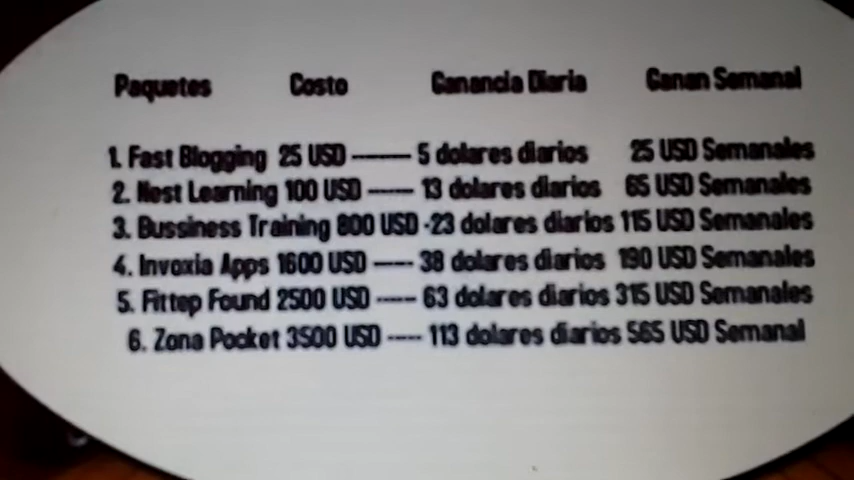 Paquetes Costo Ganancia Diaria Ganan Semanal
1. Fast Blogging 25 USD ------- 5 dolares diarios 25 USD Semanales
2. Nest Learning 100 USD ----- 13 dolares diarios 65 USD Semanales
3. Bussiness Training 800 USD -23 dolares diarios 115 USD Semanales
4. Invoxia Apps 1600 USD ---- 38 dolares diarios 190 USD Semanales
5. Fittep Found 2500 USD ----- 63 dolares diarios 315 USD Semanales
6. Zona Pocket 3500 USD ---- 113 dolares diarios 565 USD Semanal